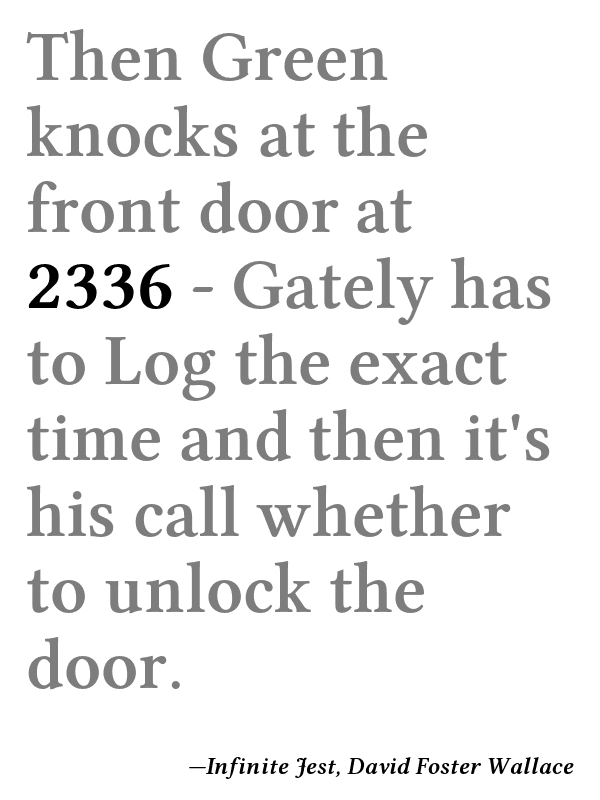 Then Green
knocks at the
front door at
2336 - Gately has
to Log the exact
time and then it's
his call whether
to unlock the
door.
—Infinite Jest, David Foster Wallace